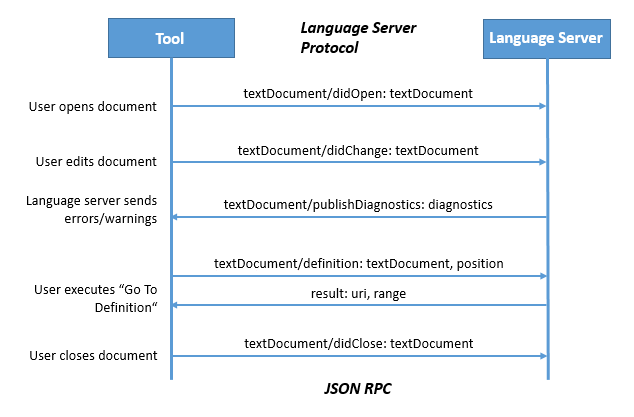 Tool
Language Server
Protocol
Language Server
User opens document
textDocument/didOpen: textDocument
User edits document
textDocument/didChange: textDocument
Language server sends
errors/warnings
textDocument/publishDiagnostics: diagnostics
textDocument/definition: textDocument, position
User executes “Go To
Definition“
result: uri, range
User closes document
textDocument/didClose: textDocument
JSON RPC